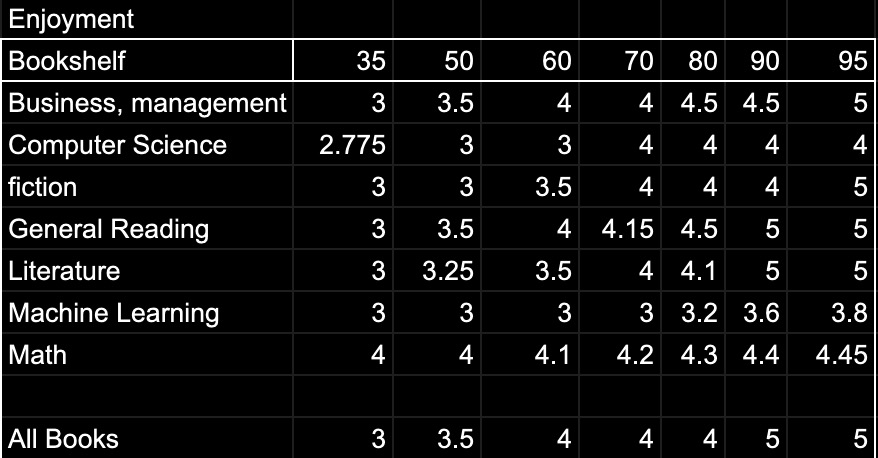 Enjoyment
Bookshelf 35 50 60 70 80 90 95
Business, management 3 3.5 4 4 4.5 4.5 5
Computer Science 2.775 3 3 4 4 4 4
fiction 3 3 3.5 4 4 4 5
General Reading 3 3.5 4 4.15 4.5 5 5
Literature 3 3.25 3.5 4 4.1 5 5
Machine Learning 3 3 3 3 3.2 3.6 3.8
Math 4 4 4.1 4.2 4.3 4.4 4.45
All Books 3 3.5 4 4 4 5 5